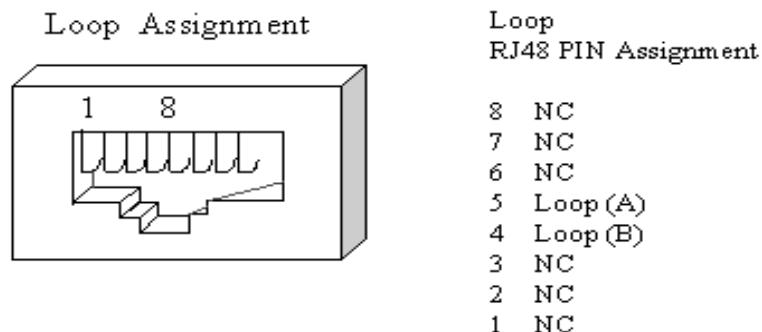 Loop Assignment
1 8
Loop
RJ48 PIN Assignment
8 NC
7 NC
6 NC
5 Loop (A)
4 Loop (B)
3 NC
2 NC
1 NC